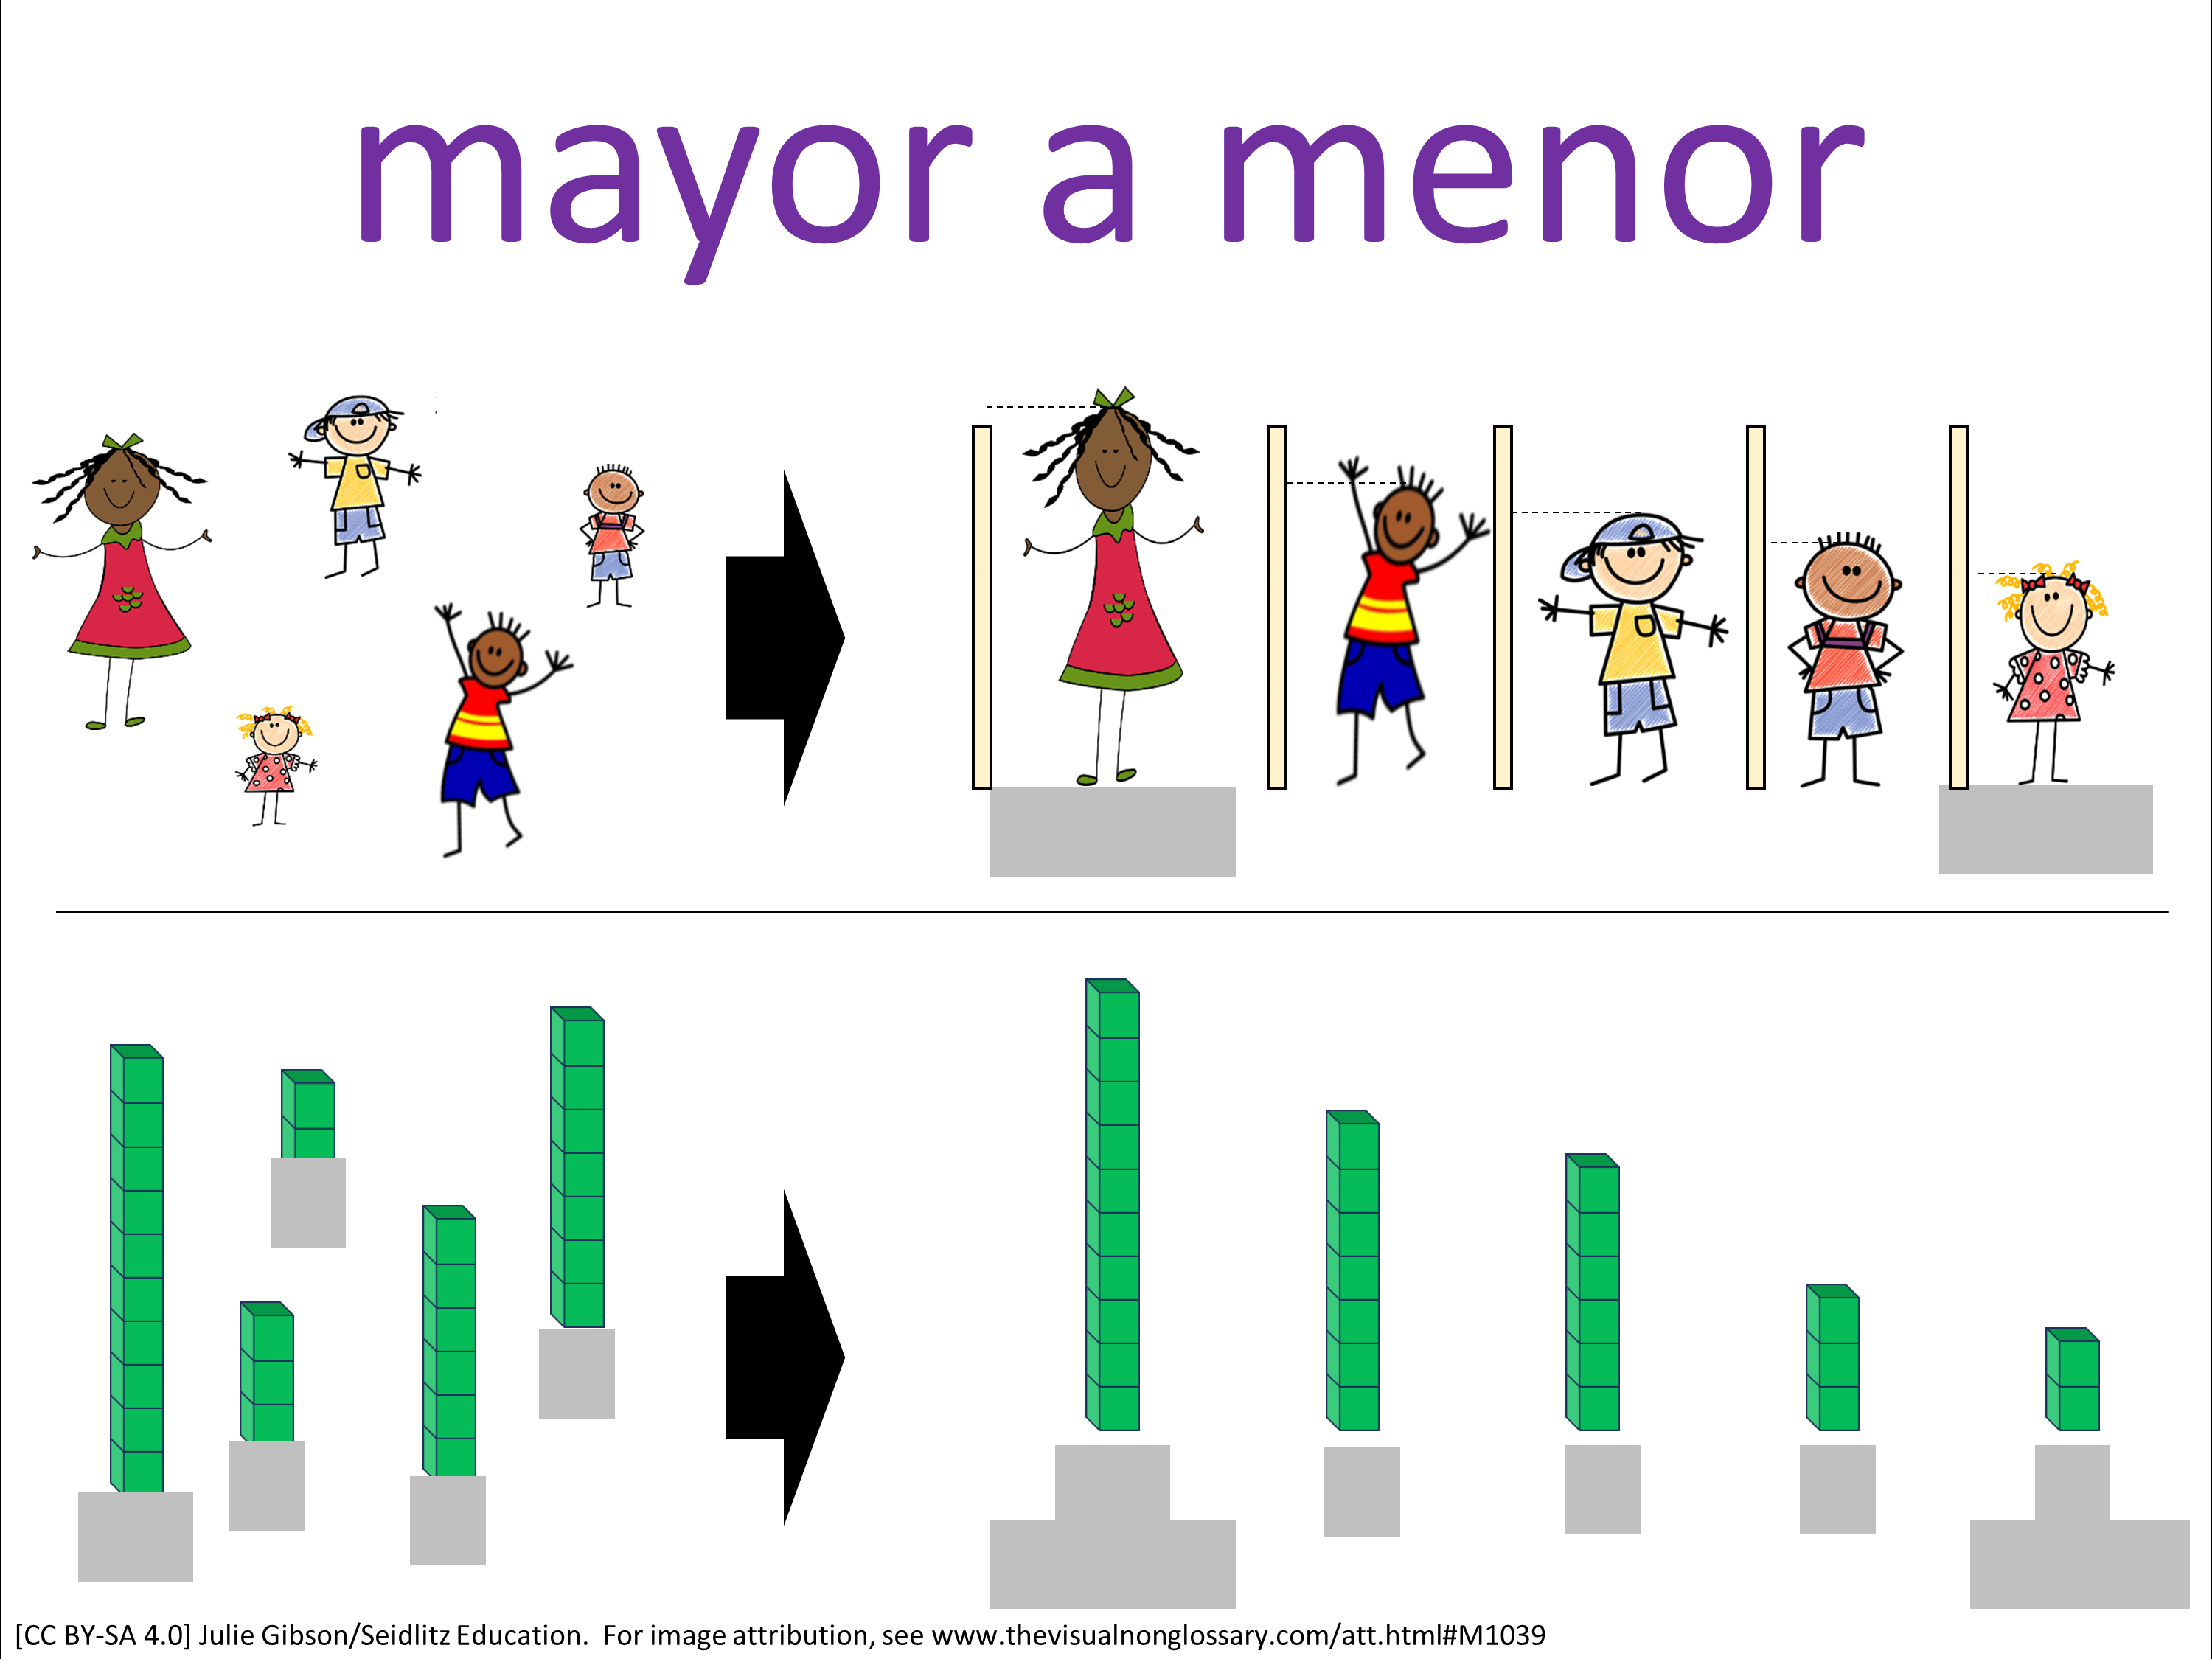 mayor a menor
[CC BY-SA 4.0] Julie Gibson/Seidlitz Education.  For image attribution, see www.thevisualnonglossary.com/att.html#M1039